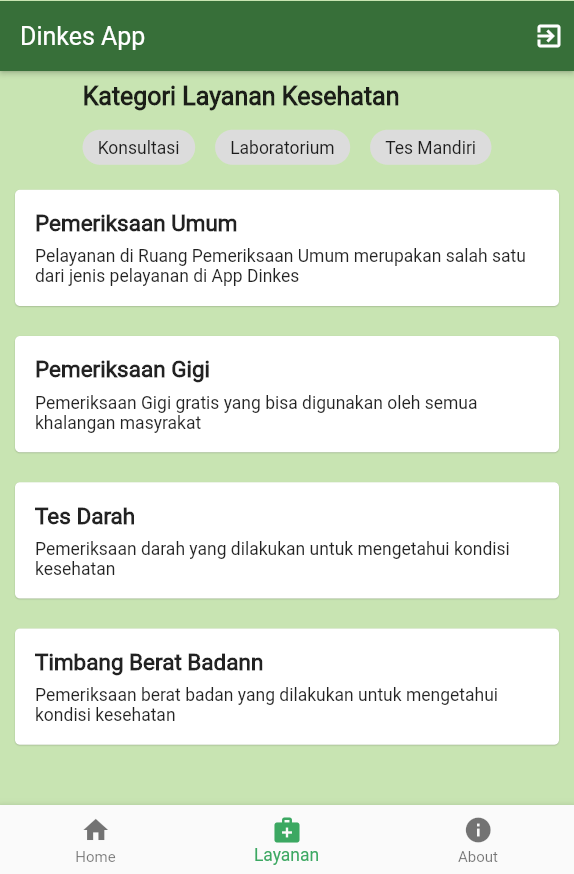 Dinkes App
Kategori Layanan Kesehatan
Konsultasi
Laboratorium
Tes Mandiri
Pemeriksaan Umum
Pelayanan di Ruang Pemeriksaan Umum merupakan salah satu
dari jenis pelayanan di App Dinkes
Pemeriksaan Gigi
Pemeriksaan Gigi gratis yang bisa digunakan oleh semua
khalangan masyrakat
Tes Darah
Pemeriksaan darah yang dilakukan untuk mengetahui kondisi
kesehatan
Timbang Berat Badann
Pemeriksaan berat badan yang dilakukan untuk mengetahui
kondisi kesehatan
Home
Layanan
About